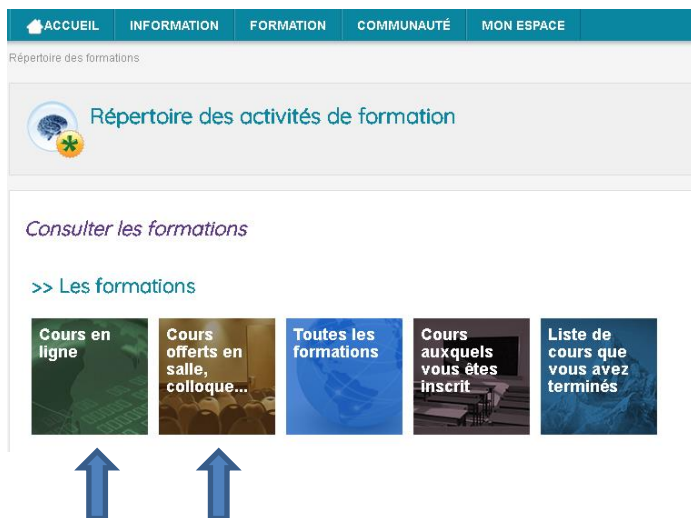 ACCUEIL INFORMATION FORMATION COMMUNAUTÉ MON ESPACE
Répertoire des formations
Répertoire des activités de formation
Consulter les formations
>> Les formations
Cours en
ligne
Cours
offerts en
salle,
colloque...
Toutes les
formations
Cours
auxquels
vous êtes
inscrit
Liste de
cours que
vous avez
terminés